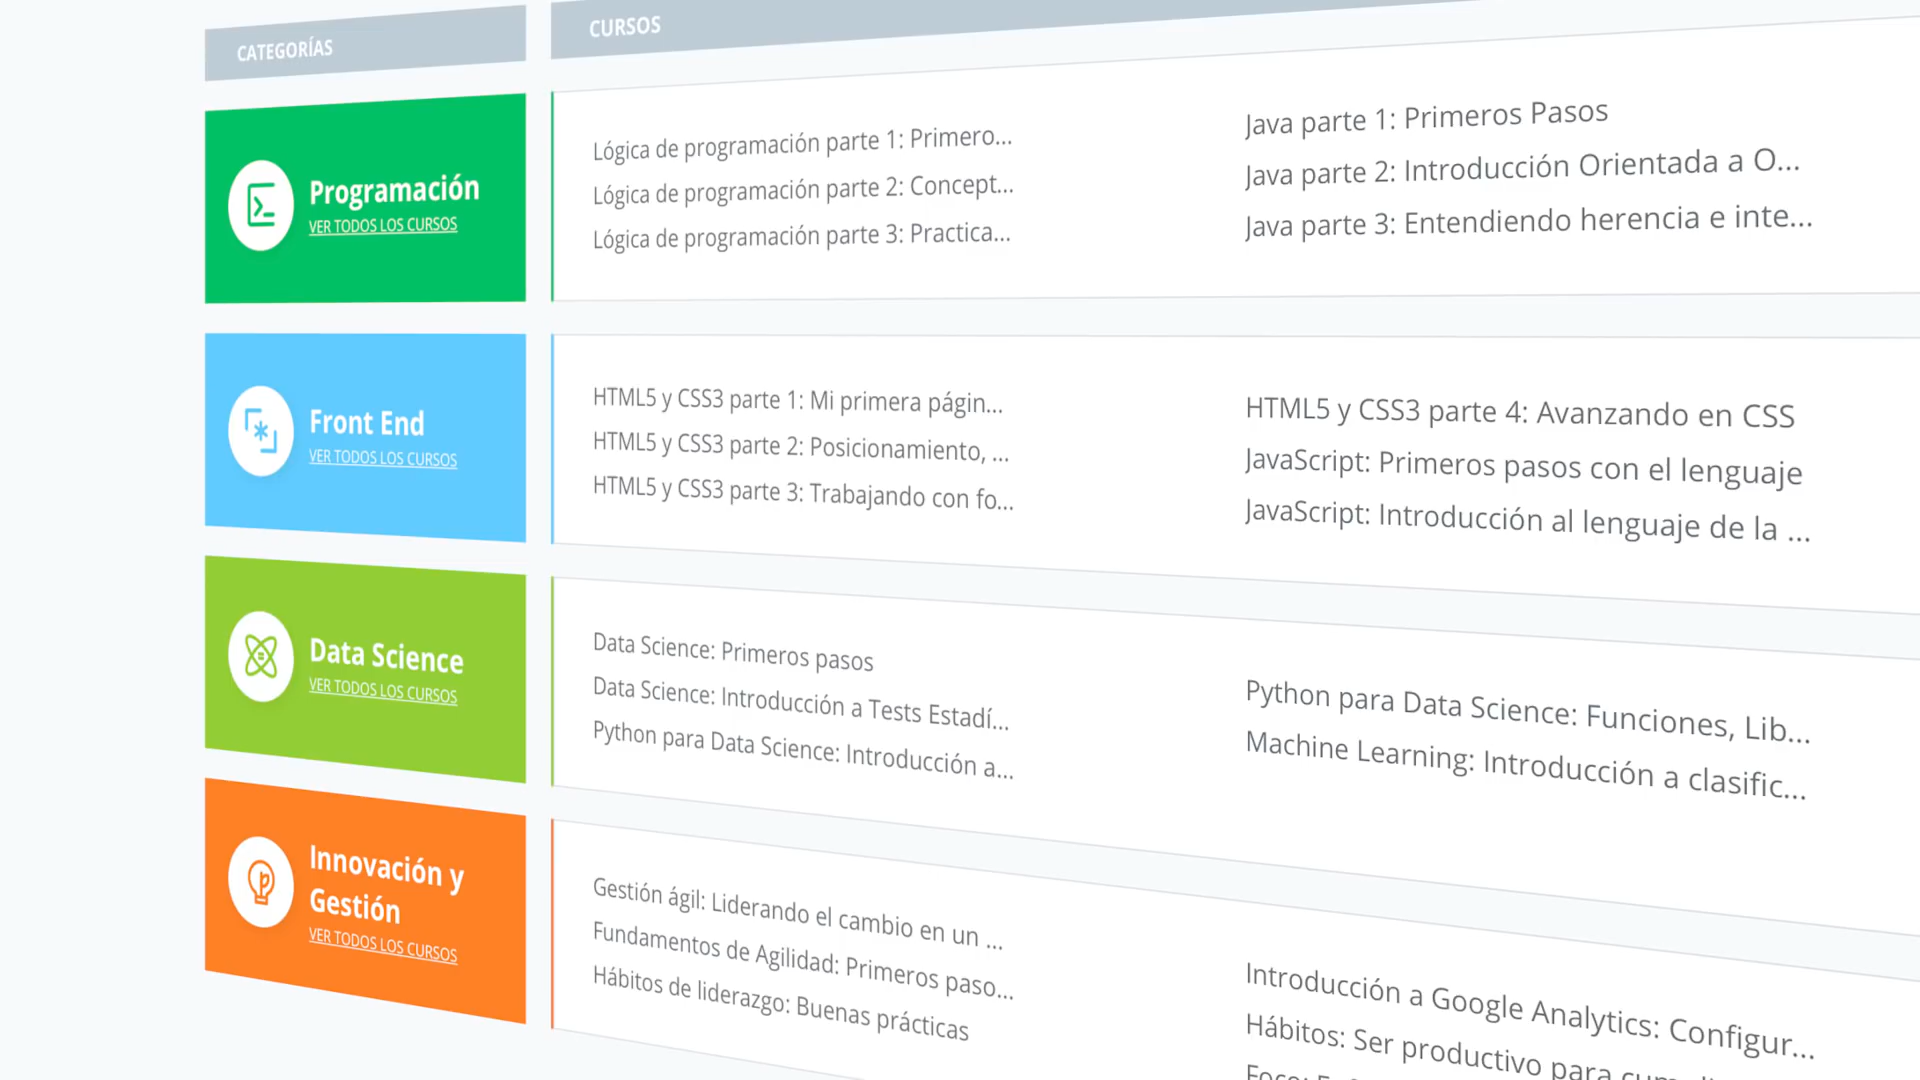 CATEGORÍAS
CURSOS
Programación
VER TODOS LOS CURSOS
Lógica de programación parte 1: Primero...
Lógica de programación parte 2: Concept...
Lógica de programación parte 3: Practica...
Java parte 1: Primeros Pasos
Java parte 2: Introducción Orientada a O...
Java parte 3: Entendiendo herencia e inte...
Front End
VER TODOS LOS CURSOS
HTML5 y CSS3 parte 1: Mi primera págin...
HTML5 y CSS3 parte 2: Posicionamiento, ...
HTML5 y CSS3 parte 3: Trabajando con fo...
HTML5 y CSS3 parte 4: Avanzando en CSS
JavaScript: Primeros pasos con el lenguaje
JavaScript: Introducción al lenguaje de la ...
Data Science
VER TODOS LOS CURSOS
Data Science: Primeros pasos
Data Science: Introducción a Tests Estadí...
Python para Data Science: Introducción a...
Python para Data Science: Funciones, Lib...
Machine Learning: Introducción a clasific...
Innovación y
Gestión
VER TODOS LOS CURSOS
Gestión ágil: Liderando el cambio en un ...
Fundamentos de Agilidad: Primeros paso...
Hábitos de liderazgo: Buenas prácticas
Introducción a Google Analytics: Configur...
Hábitos: Ser productivo para